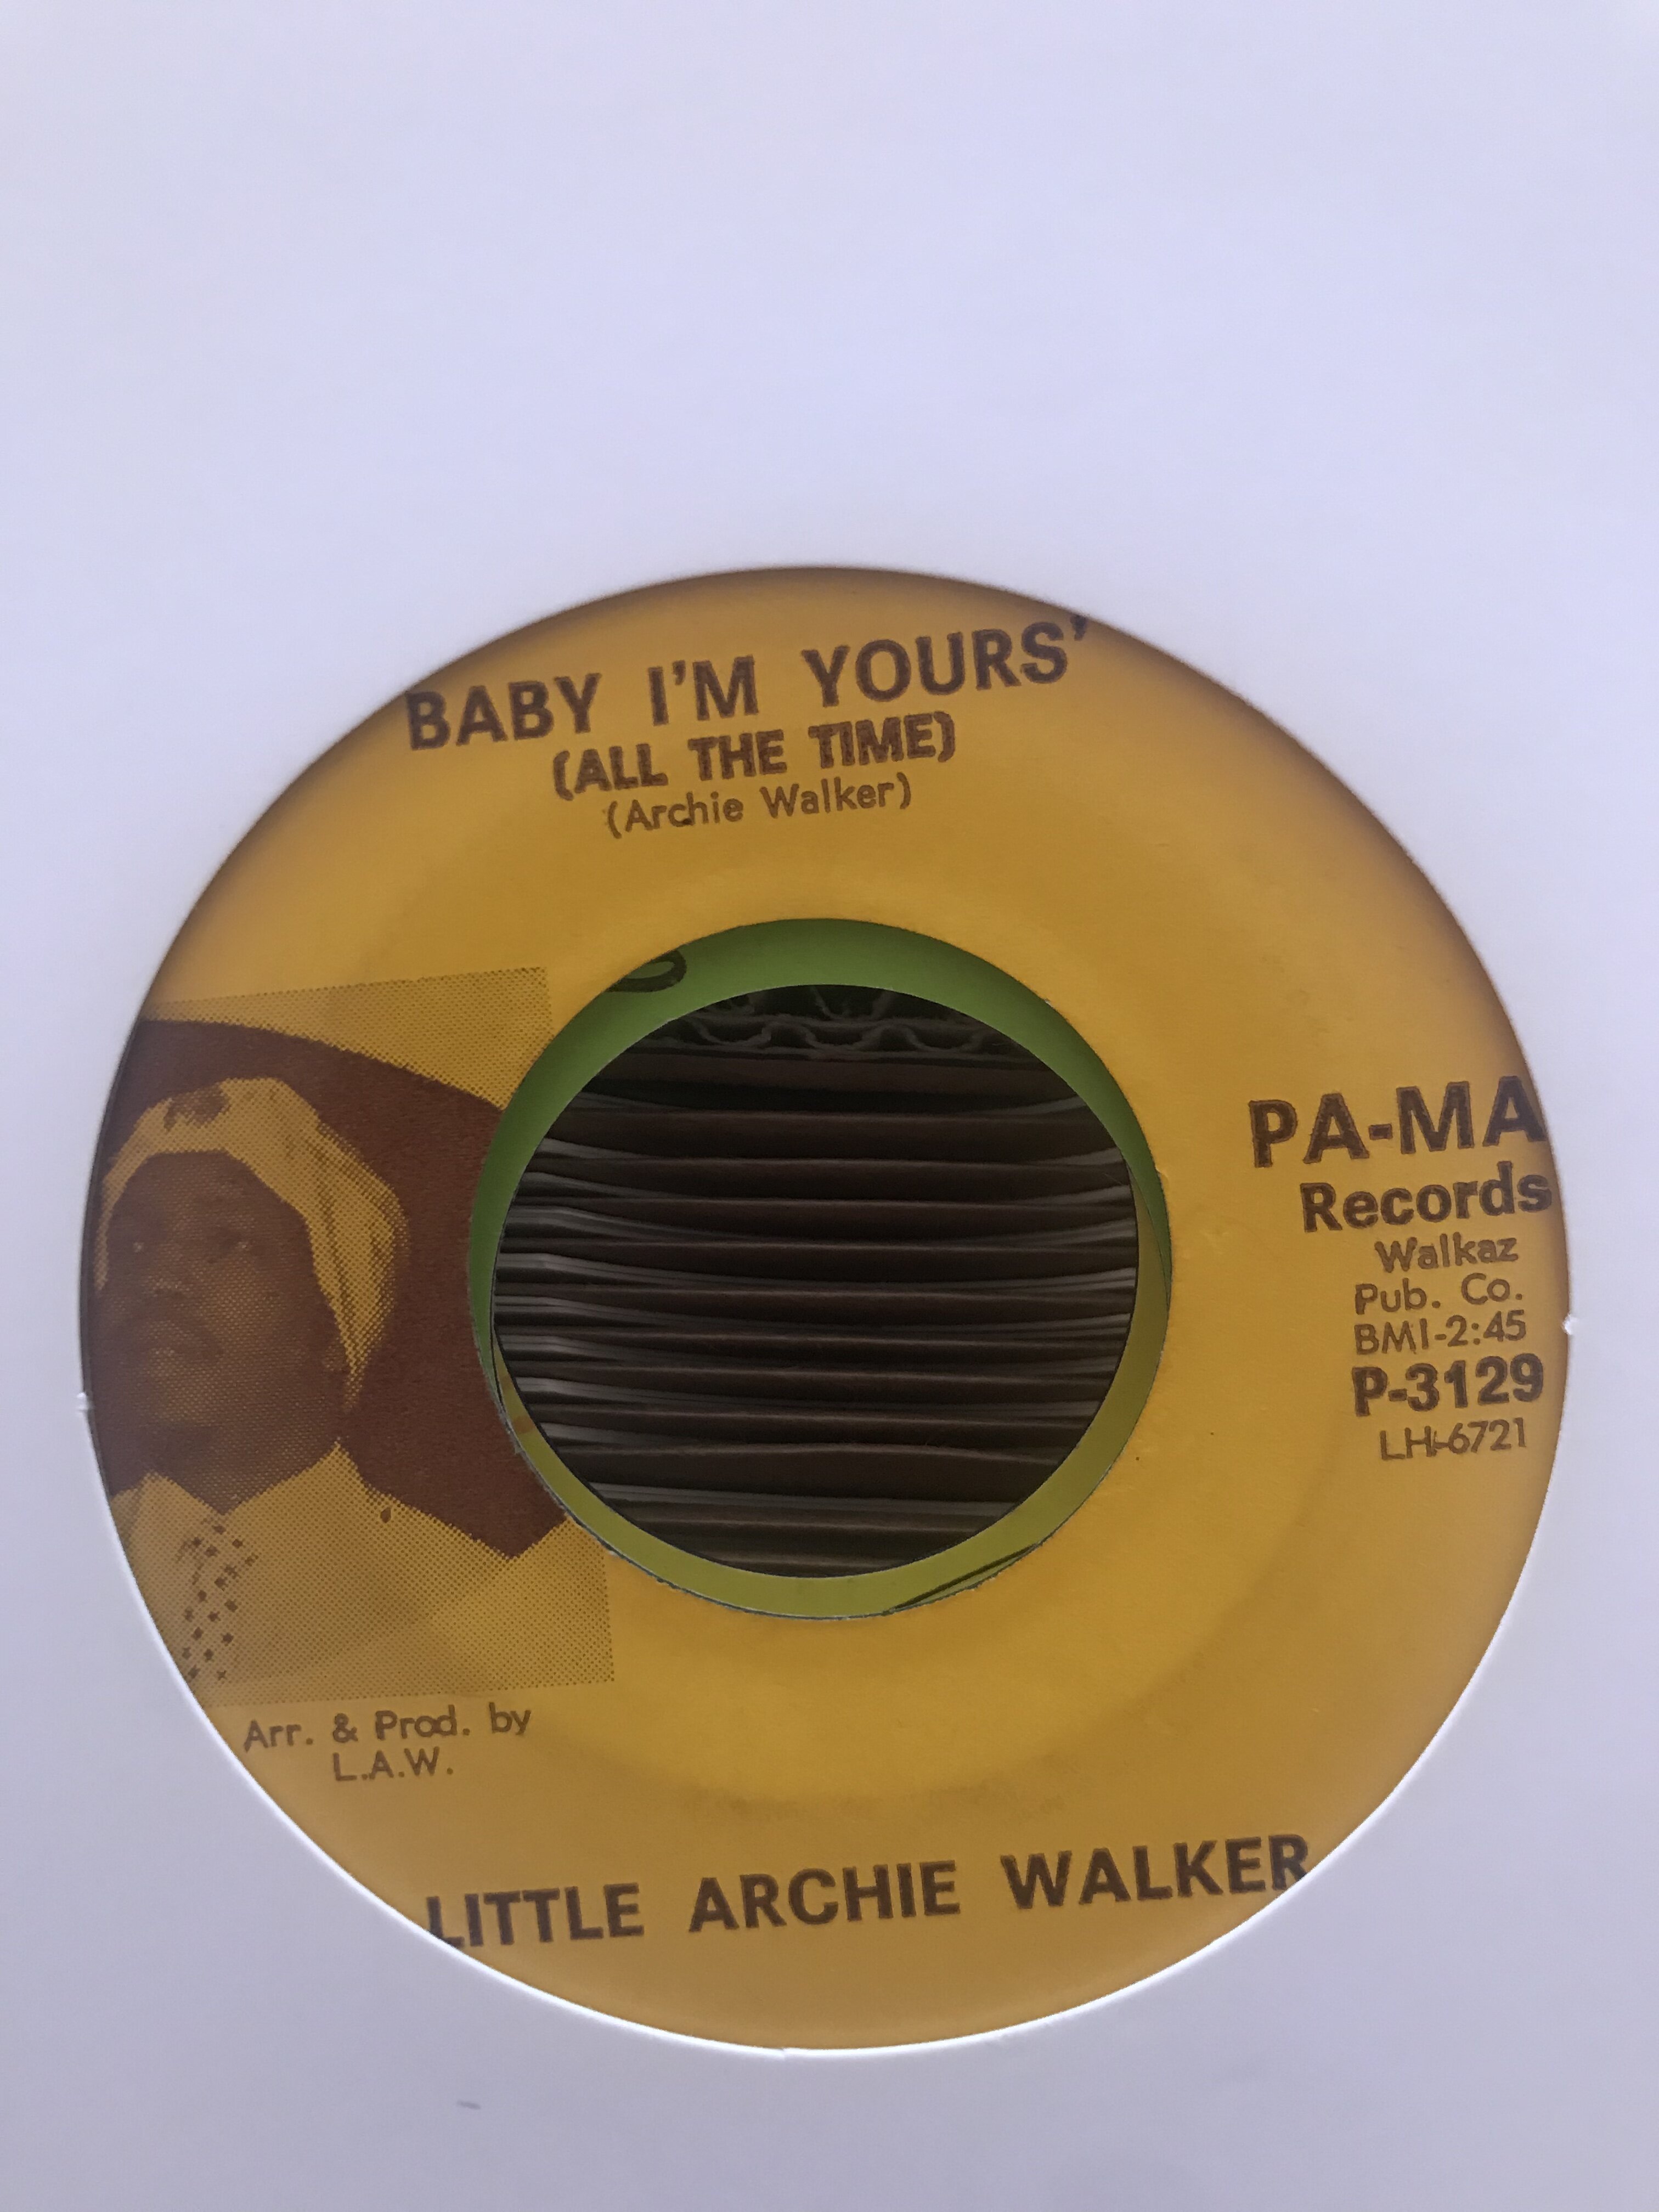 BABY I'M YOURS'
(ALL THE TIME)
(Archie Walker)
PA-MA
Records
Walkaz
Pub. Co.
BMI-2:45
P-3129
LH-6721
Arr. & Prod. by
L.A.W.
LITTLE ARCHIE WALKER